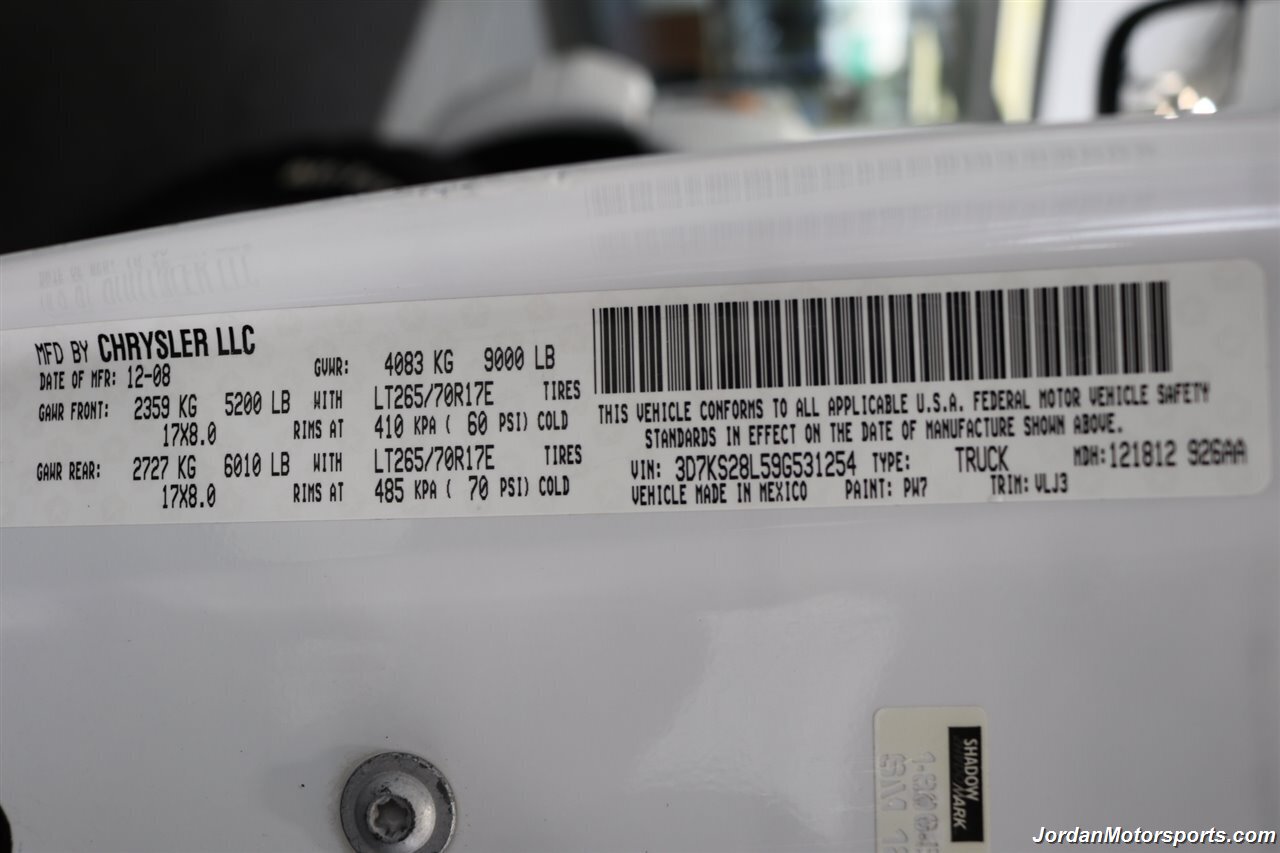 MFD BY CHRYSLER LLC
DATE OF MFR: 12-08
GVWR: 4083 KG 9000 LB
GAWR FRONT: 2359 KG 5200 LB WITH LT265/70R17E TIRES
17X8.0 RIMS AT 410 KPA ( 60 PSI) COLD
GAWR REAR: 2727 KG 6010 LB WITH LT265/70R17E TIRES
17X8.0 RIMS AT 485 KPA ( 70 PSI) COLD
THIS VEHICLE CONFORMS TO ALL APPLICABLE U.S.A. FEDERAL MOTOR VEHICLE SAFETY
STANDARDS IN EFFECT ON THE DATE OF MANUFACTURE SHOWN ABOVE.
VIN: 3D7KS28L59G531254 TYPE: TRUCK MDH: 121812 926AA
VEHICLE MADE IN MEXICO PAINT: PW7 TRIM: VLJ3
SHADOW
MARK
JordanMotorsports.com